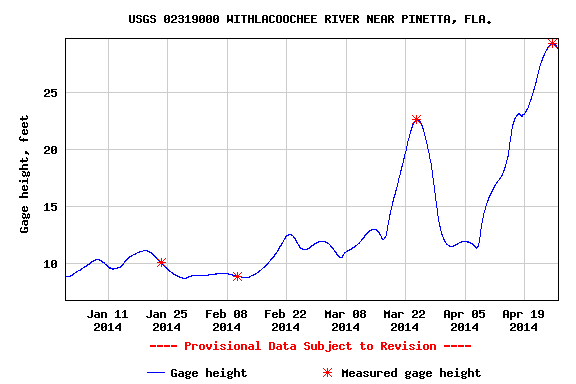 USGS 02319000 WITHLACOOCHEE RIVER NEAR PINETTA, FLA.
Gage height, feet
25
20
15
10
Jan 11 Jan 25 Feb 08 Feb 22 Mar 08 Mar 22 Apr 05 Apr 19
2014 2014 2014 2014 2014 2014 2014 2014
---- Provisional Data Subject to Revision ----
Gage height Measured gage height